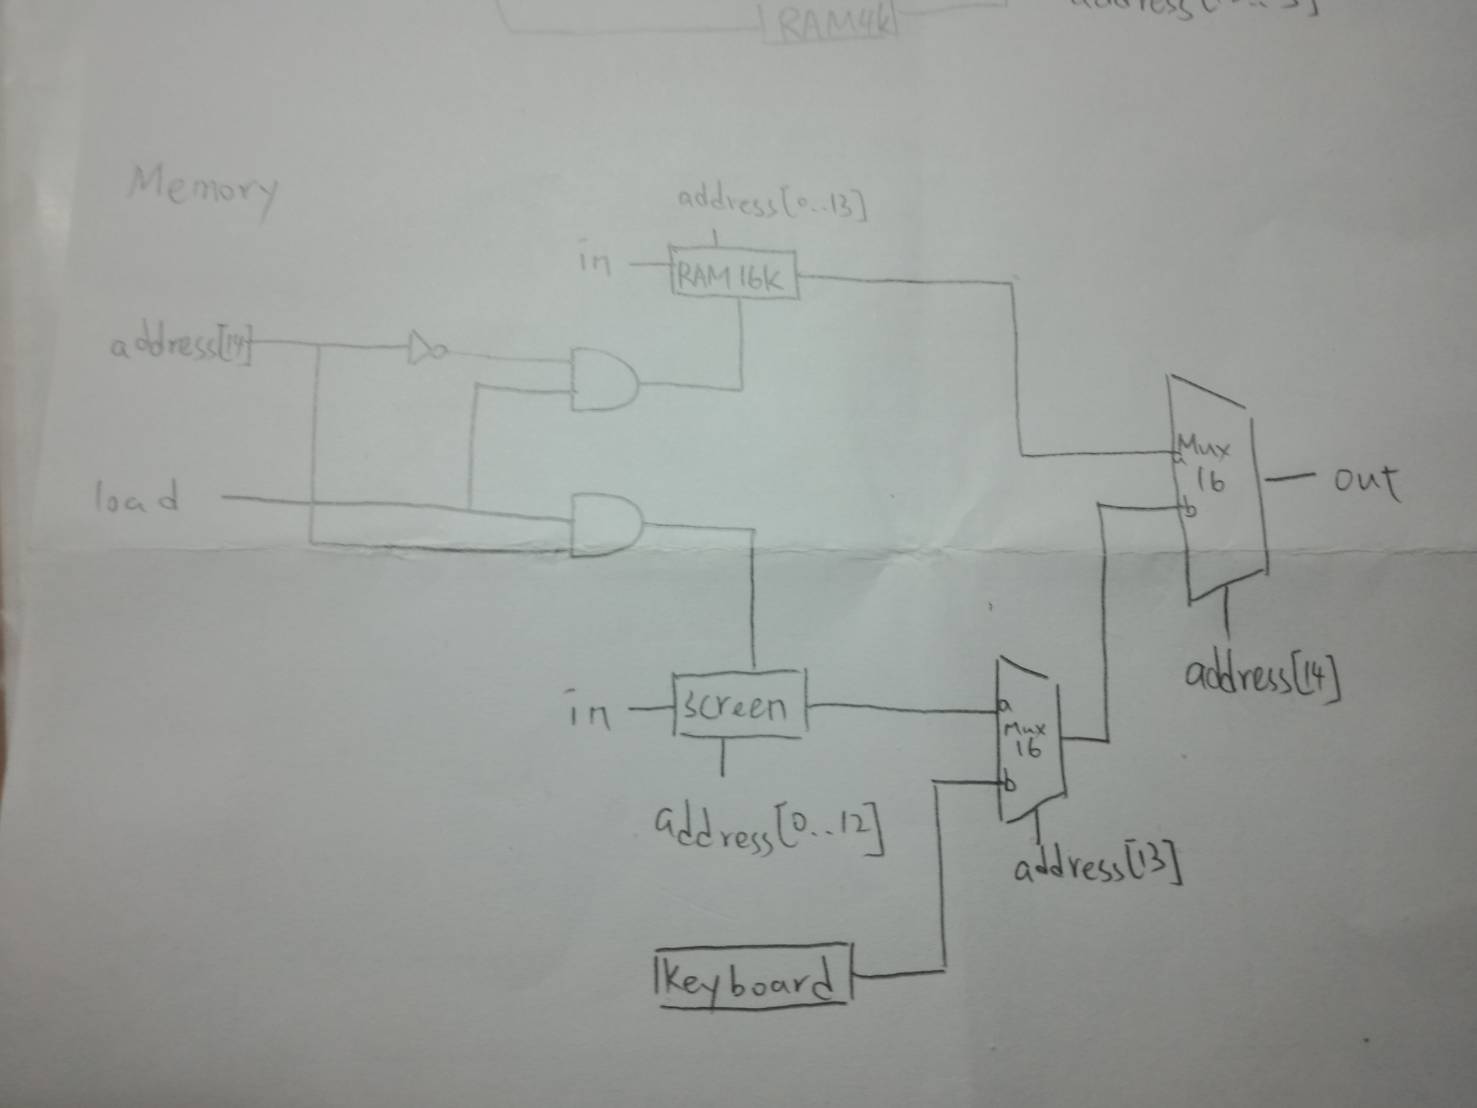 RAM4k
Memory
address[0..13]
in
RAM16k
address[14]
load
Mux
a
16
b
out
address[14]
in
screen
a
Mux
16
b
address[0..12]
address[13]
Keyboard